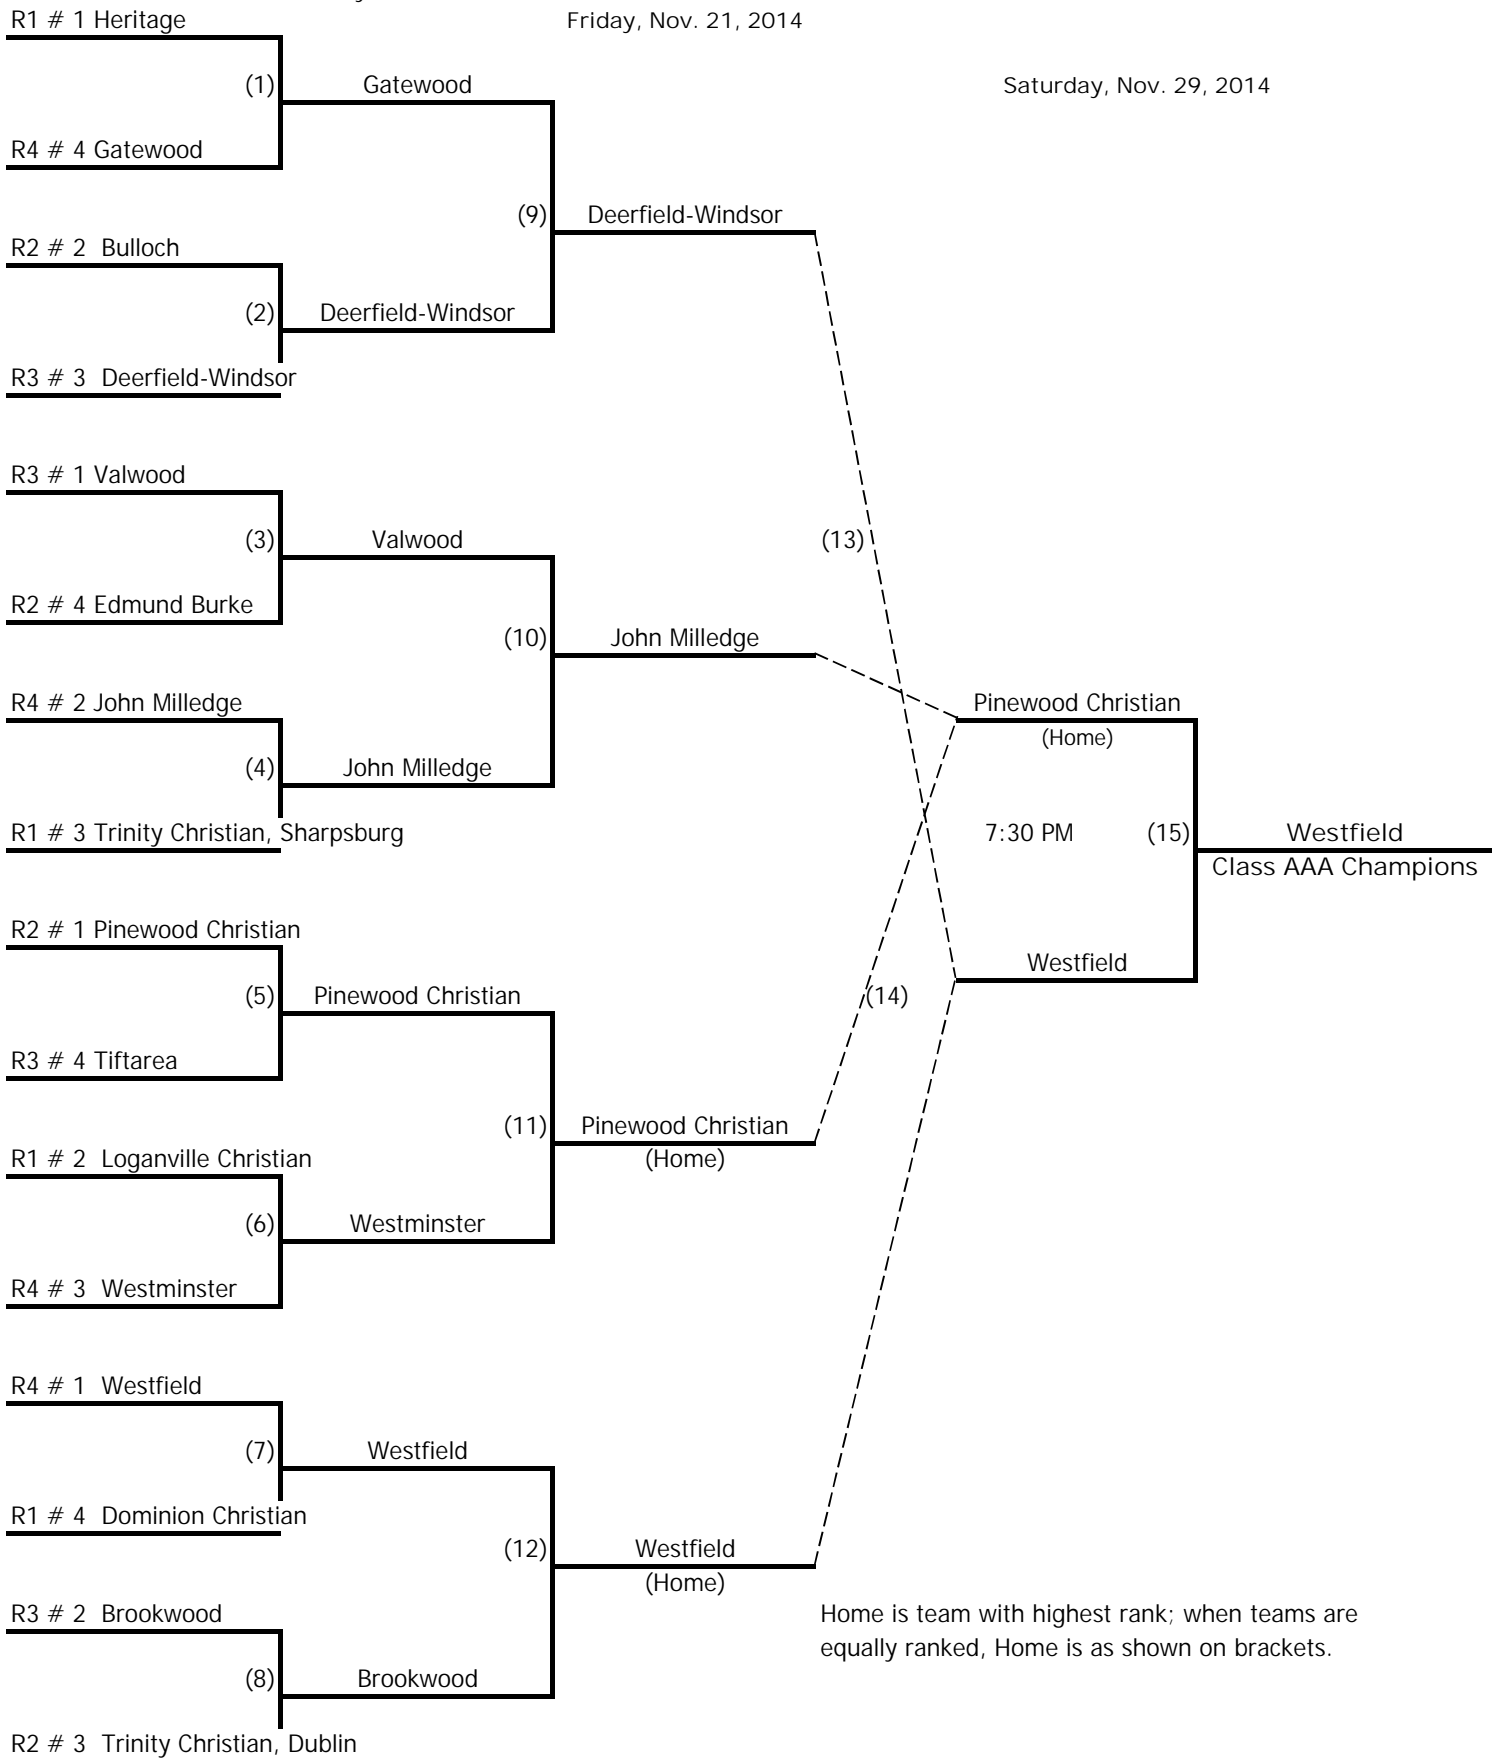 R1 # 1 Heritage
Friday, Nov. 21, 2014
(1)
Gatewood
Saturday, Nov. 29, 2014
R4 # 4 Gatewood
(9)
Deerfield-Windsor
R2 # 2 Bulloch
(2)
Deerfield-Windsor
R3 # 3 Deerfield-Windsor
R3 # 1 Valwood
(3)
Valwood
(13)
R2 # 4 Edmund Burke
(10)
John Milledge
R4 # 2 John Milledge
Pinewood Christian
(Home)
(4)
John Milledge
R1 # 3 Trinity Christian, Sharpsburg
7:30 PM
(15)
Westfield
Class AAA Champions
R2 # 1 Pinewood Christian
Westfield
(5)
Pinewood Christian
(14)
R3 # 4 Tiftarea
(11)
Pinewood Christian
(Home)
R1 # 2 Loganville Christian
(6)
Westminster
R4 # 3 Westminster
R4 # 1 Westfield
(7)
Westfield
R1 # 4 Dominion Christian
(12)
Westfield
(Home)
R3 # 2 Brookwood
Home is team with highest rank; when teams are
equally ranked, Home is as shown on brackets.
(8)
Brookwood
R2 # 3 Trinity Christian, Dublin